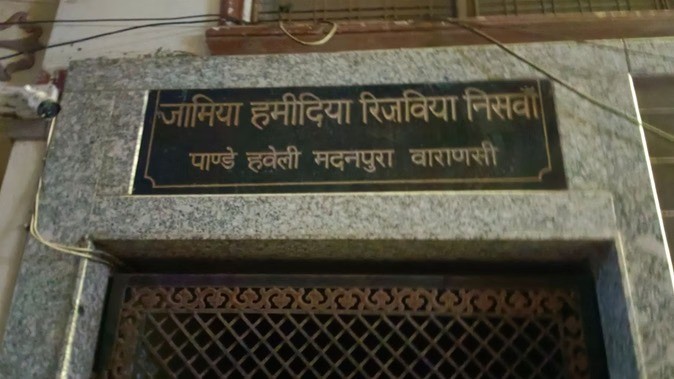 जामिया हमीदिया रिजविया निसवाँ
पाण्डे हवेली मदनपुरा वाराणसी